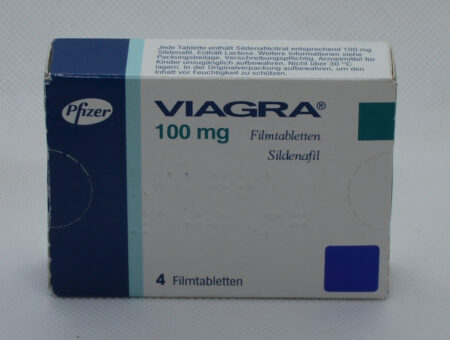 Jede Tablette enthält Sildenafilcitrat entsprechend 100 mg
Sildenafil. Enthält Lactose. Weitere Informationen siehe
Packungsbeilage. Verschreibungspflichtig. Arzneimittel für
Kinder unzugänglich aufbewahren. Nicht über 30 °C
lagern. In der Originalverpackung aufbewahren, um den
Inhalt vor Feuchtigkeit zu schützen.
Pfizer
VIAGRA®
100 mg Filmtabletten
Sildenafil
4 Filmtabletten